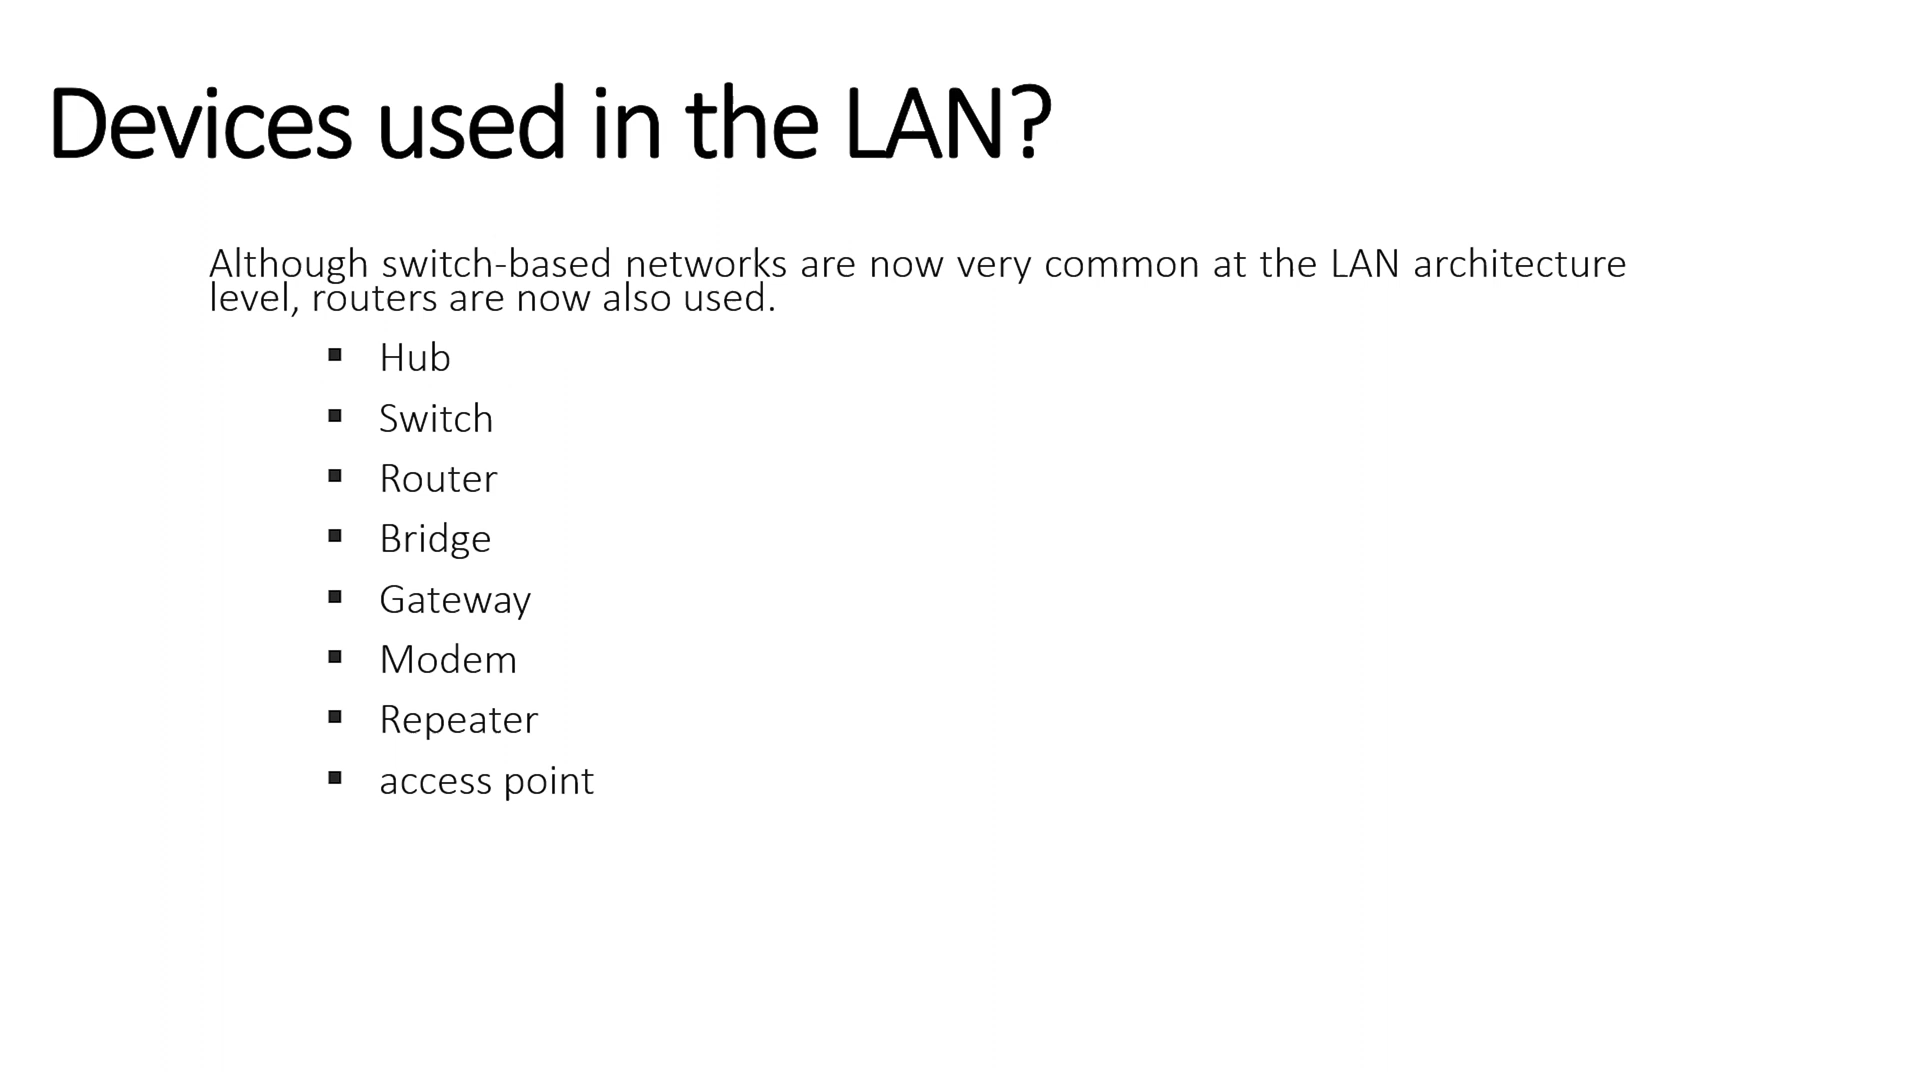 Devices used in the LAN?
Although switch-based networks are now very common at the LAN architecture
level, routers are now also used.
▪ Hub
▪ Switch
▪ Router
▪ Bridge
▪ Gateway
▪ Modem
▪ Repeater
▪ access point